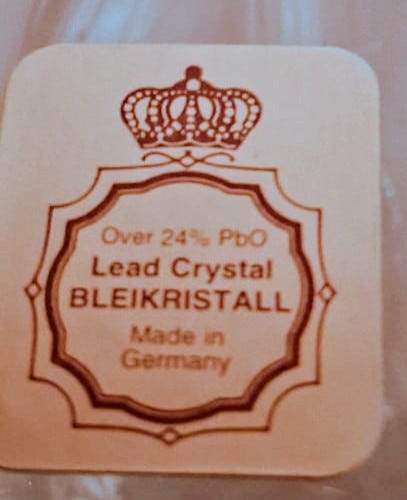 Over 24% PbO
Lead Crystal
BLEIKRISTALL
Made in
Germany